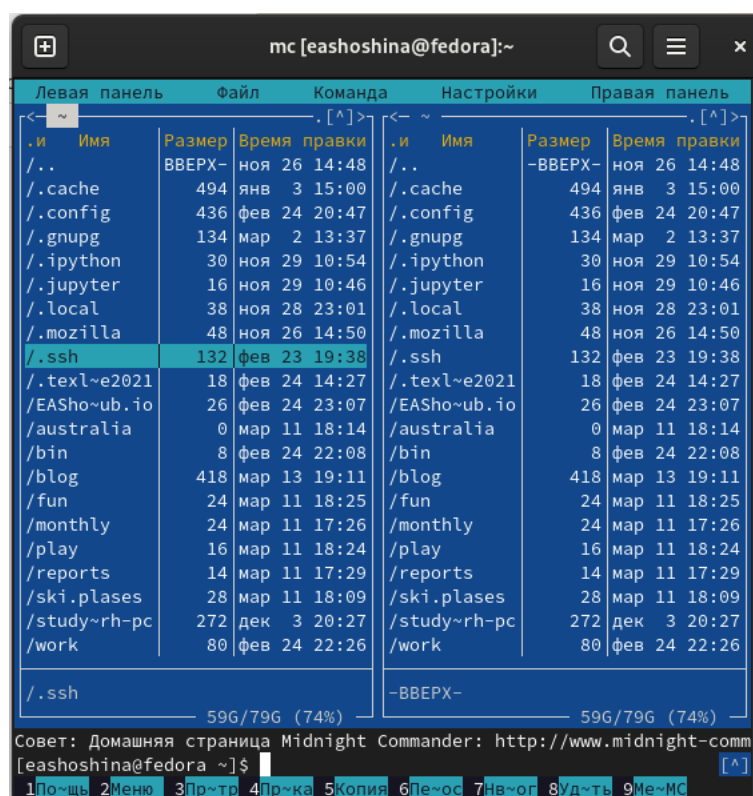 mc [eashoshina@fedora]:~
Левая панель Файл Команда Настройки Правая панель
<— ~ .[^]> <— ~ .[^]>
.и Имя Размер Время правки .и Имя Размер Время правки
/.. ВВЕРХ- ноя 26 14:48 /.. -ВВЕРХ- ноя 26 14:48
/.cache 494 янв 3 15:00 /.cache 494 янв 3 15:00
/.config 436 фев 24 20:47 /.config 436 фев 24 20:47
/.gnupg 134 мар 2 13:37 /.gnupg 134 мар 2 13:37
/.ipython 30 ноя 29 10:54 /.ipython 30 ноя 29 10:54
/.jupyter 16 ноя 29 10:46 /.jupyter 16 ноя 29 10:46
/.local 38 ноя 28 23:01 /.local 38 ноя 28 23:01
/.mozilla 48 ноя 26 14:50 /.mozilla 48 ноя 26 14:50
/.ssh 132 фев 23 19:38 /.ssh 132 фев 23 19:38
/.texl~e2021 18 фев 24 14:27 /.texl~e2021 18 фев 24 14:27
/EASho~ub.io 26 фев 24 23:07 /EASho~ub.io 26 фев 24 23:07
/australia 0 мар 11 18:14 /australia 0 мар 11 18:14
/bin 8 фев 24 22:08 /bin 8 фев 24 22:08
/blog 418 мар 13 19:11 /blog 418 мар 13 19:11
/fun 24 мар 11 18:25 /fun 24 мар 11 18:25
/monthly 24 мар 11 17:26 /monthly 24 мар 11 17:26
/play 16 мар 11 18:24 /play 16 мар 11 18:24
/reports 14 мар 11 17:29 /reports 14 мар 11 17:29
/ski.plases 28 мар 11 18:09 /ski.plases 28 мар 11 18:09
/study~rh-pc 272 дек 3 20:27 /study~rh-pc 272 дек 3 20:27
/work 80 фев 24 22:26 /work 80 фев 24 22:26
/.ssh -ВВЕРХ-
59G/79G (74%) 59G/79G (74%)
Совет: Домашняя страница Midnight Commander: http://www.midnight-comm
[eashoshina@fedora ~]$ [^]
1По~щь 2Меню 3Пр~тр 4Пр~ка 5Копия 6Пе~ос 7Нв~ог 8Уд~ть 9Ме~МС